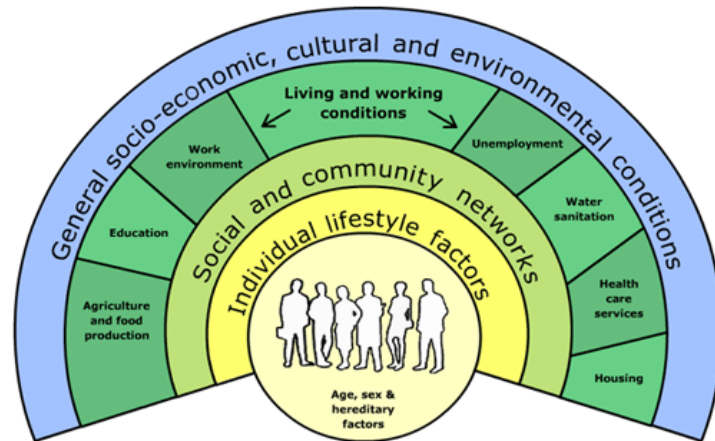 General socio-economic, cultural and environmental conditions
Living and working
conditions
Work
environment
Unemployment
Education
Water
sanitation
Agriculture
and food
production
Health
care
services
Housing
Social and community networks
Individual lifestyle factors
Age, sex &
hereditary
factors